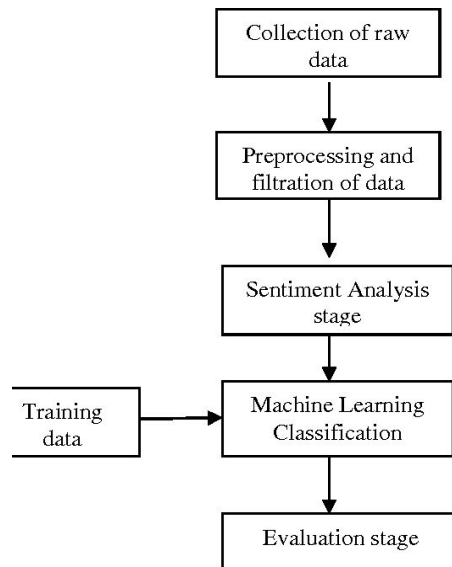 Collection of raw
data
Preprocessing and
filtration of data
Sentiment Analysis
stage
Training
data
Machine Learning
Classification
Evaluation stage